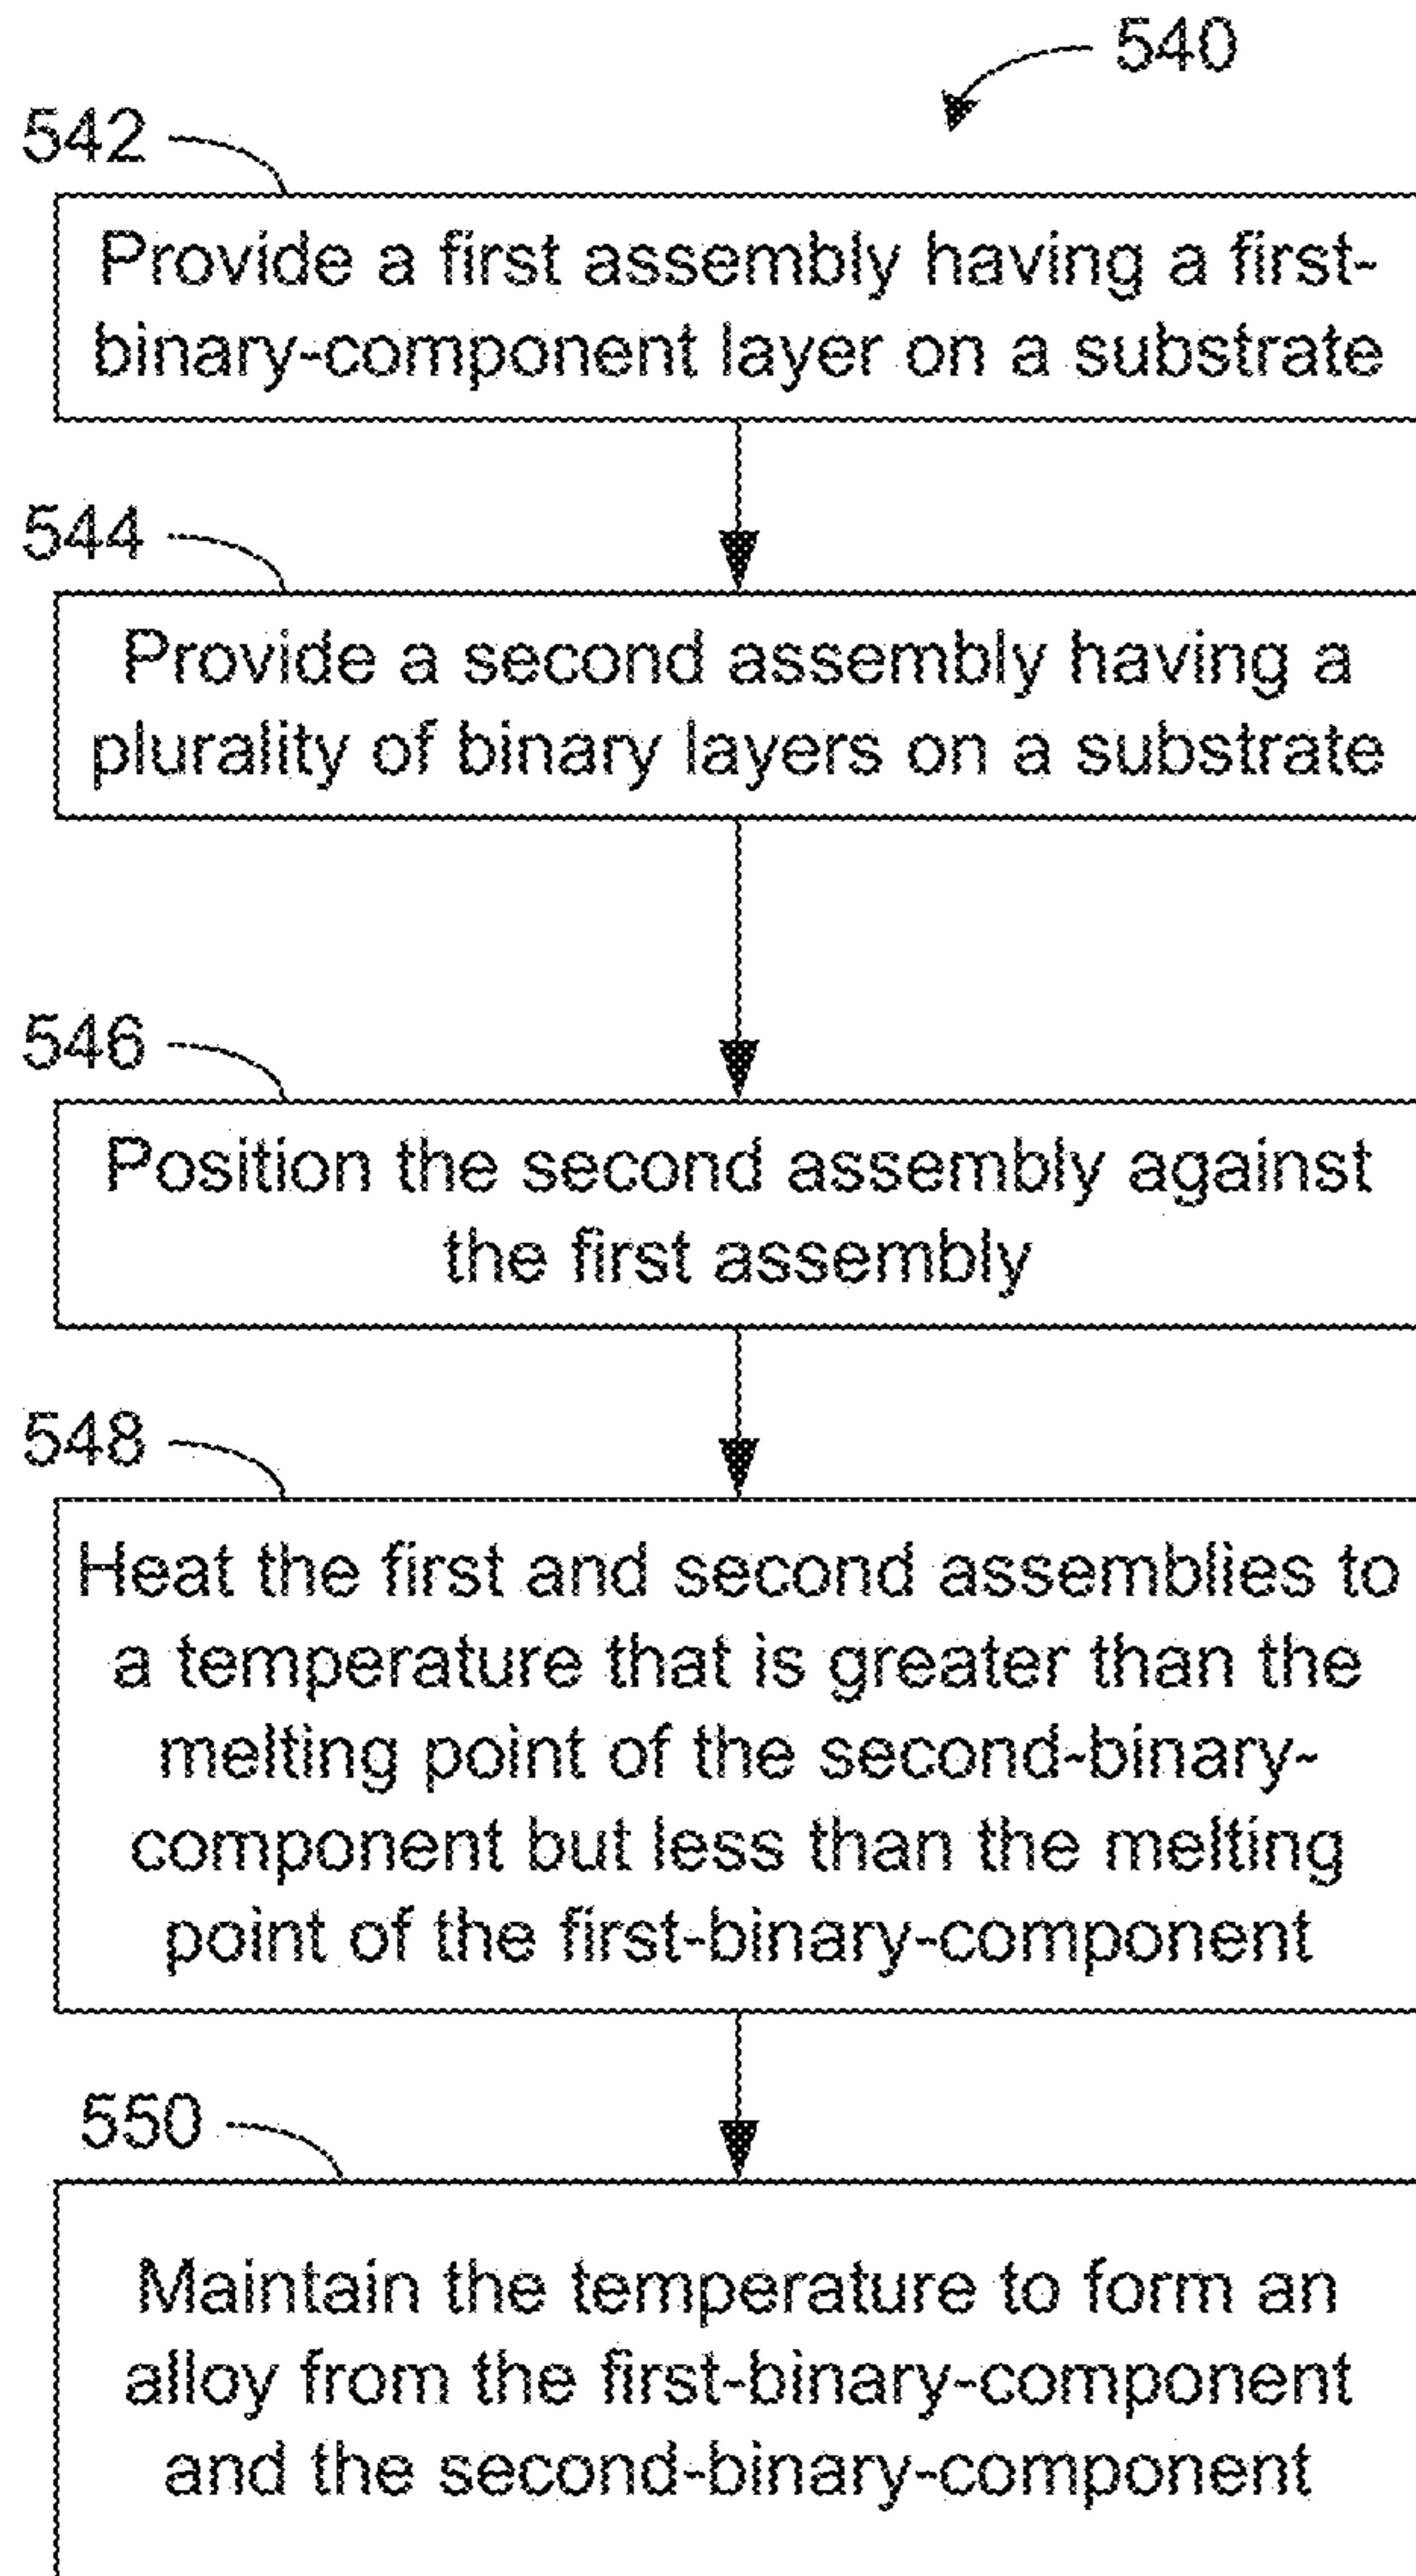 540
542
Provide a first assembly having a first-
binary-component layer on a substrate
544
Provide a second assembly having a
plurality of binary layers on a substrate
546
Position the second assembly against
the first assembly
548
Heat the first and second assemblies to
a temperature that is greater than the
melting point of the second-binary-
component but less than the melting
point of the first-binary-component
550
Maintain the temperature to form an
alloy from the first-binary-component
and the second-binary-component